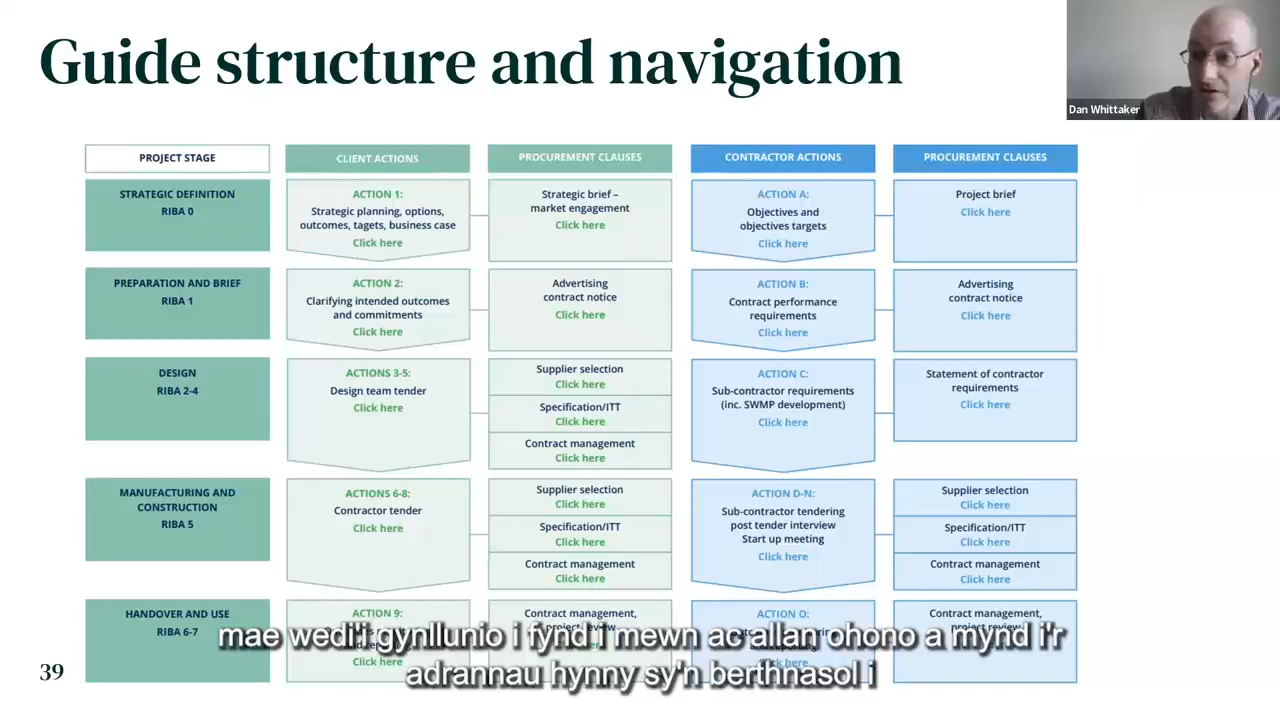 Guide structure and navigation
Dan Whittaker
PROJECT STAGE
CLIENT ACTIONS
PROCUREMENT CLAUSES
CONTRACTOR ACTIONS
PROCUREMENT CLAUSES
STRATEGIC DEFINITION
RIBA 0
ACTION 1:
Strategic planning, options,
outcomes, tagets, business case
Click here
Strategic brief –
market engagement
Click here
ACTION A:
Objectives and
objectives targets
Click here
Project brief
Click here
PREPARATION AND BRIEF
RIBA 1
ACTION 2:
Clarifying intended outcomes
and commitments
Click here
Advertising
contract notice
Click here
ACTION B:
Contract performance
requirements
Click here
Advertising
contract notice
Click here
DESIGN
RIBA 2-4
ACTIONS 3-5:
Design team tender
Click here
Supplier selection
Click here
Specification/ITT
Click here
Contract management
Click here
ACTION C:
Sub-contractor requirements
(inc. SWMP development)
Click here
Statement of contractor
requirements
Click here
MANUFACTURING AND
CONSTRUCTION
RIBA 5
ACTIONS 6-8:
Contractor tender
Click here
Supplier selection
Click here
Specification/ITT
Click here
Contract management
Click here
ACTION D-N:
Sub-contractor tendering
post tender interview
Start up meeting
Click here
Supplier selection
Click here
Specification/ITT
Click here
Contract management
Click here
HANDOVER AND USE
RIBA 6-7
ACTION 9:
Click here
Contract management,
project review
ACTION O:
Click here
Contract management,
project review
mae wedi'i gynllunio i fynd i mewn ac allan ohono a mynd i'r
adrannau hynny sy'n berthnasol i
39